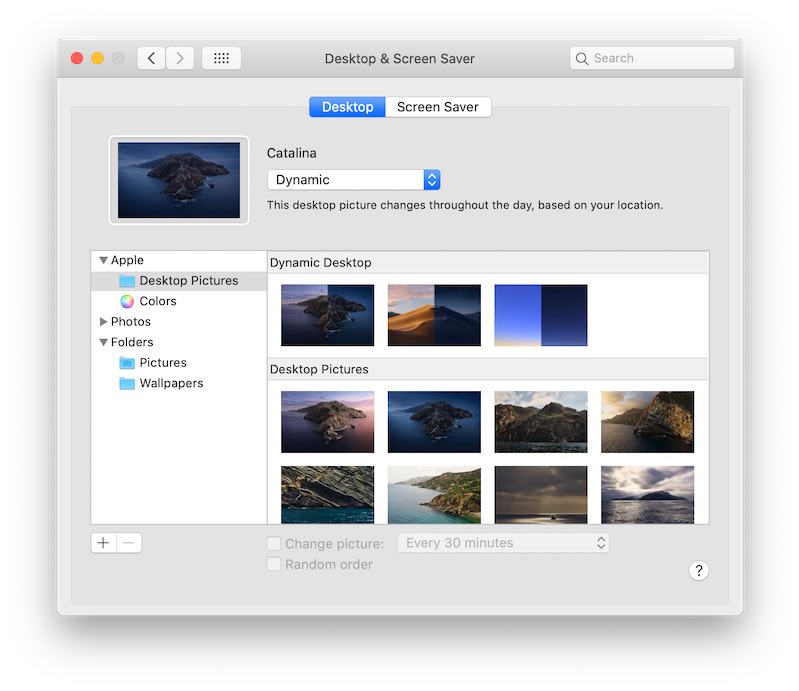 Desktop & Screen Saver
Search
Desktop
Screen Saver
Catalina
Dynamic
This desktop picture changes throughout the day, based on your location.
Apple
Desktop Pictures
Colors
Photos
Folders
Pictures
Wallpapers
Dynamic Desktop
Desktop Pictures
Change picture:
Every 30 minutes
Random order
?